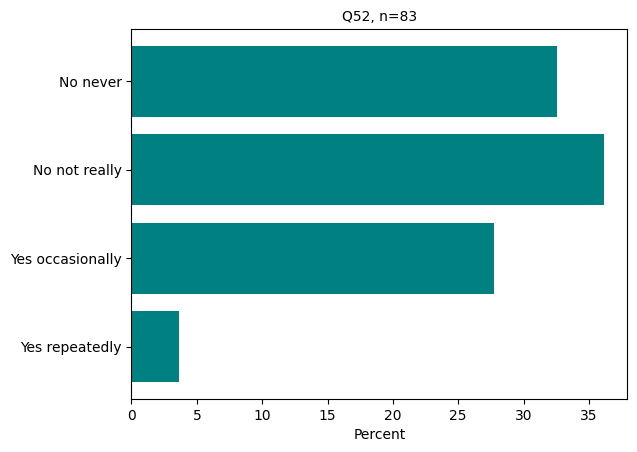 Q52, n=83
No never
No not really
Yes occasionally
Yes repeatedly
0 5 10 15 20 25 30 35
Percent